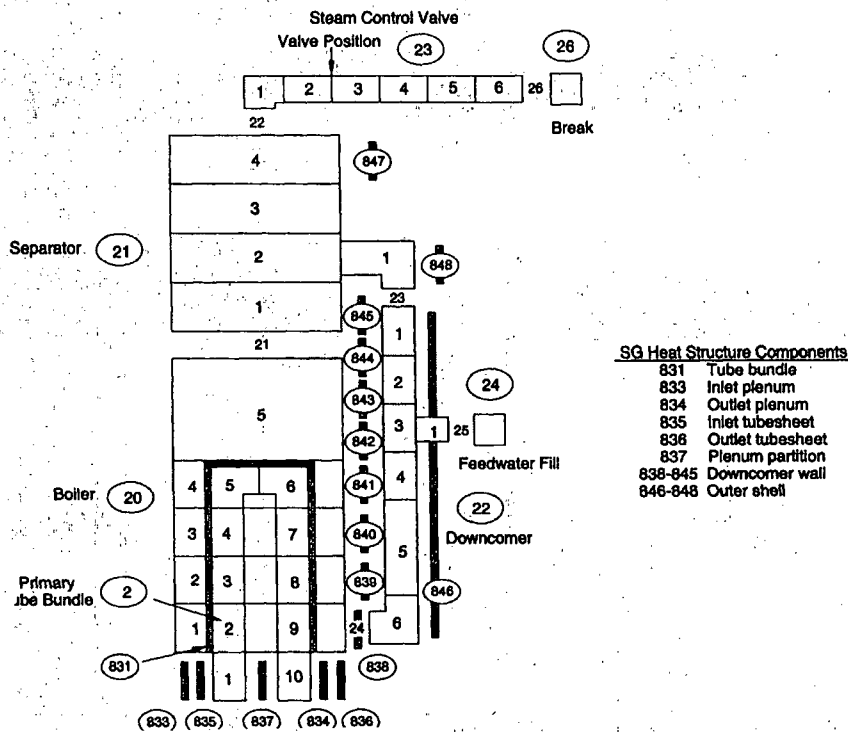 Steam Control Valve
Valve Position
23
26
1 2 3 4 5 6 26
Break
22
4
847
3
Separator 21 2 1 848
1
23
845
21
844
843
842
841
840
839
838
5
1
2
3
4
5
6
24
1 25
Feedwater Fill
22
Downcomer
846
24
Boiler 20
4 5 6
3 4 7
2 3 8
1 2 9
1 10
Primary
ube Bundle 2
831
833 835 837 834 836
SG Heat Structure Components
831 Tube bundle
833 Inlet plenum
834 Outlet plenum
835 Inlet tubesheet
836 Outlet tubesheet
837 Plenum partition
838-845 Downcomer wall
846-848 Outer shell